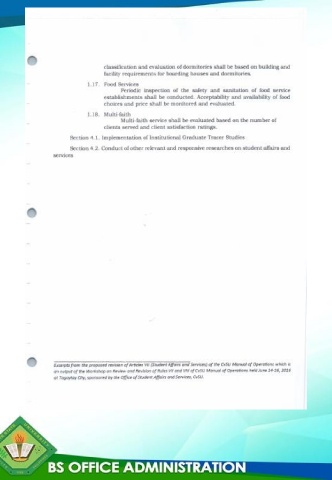 classification and evaluation of dormitories shall be based on building and
facility requirements for boarding houses and dormitories.
1.17. Food Services
Periodic inspection of the safety and sanitation of food service
establishments shall be conducted. Acceptability and availability of food
choices and price shall be monitored and evaluated.
1.18. Multi-faith
Multi-faith service shall be evaluated based on the number of
clients served and client satisfaction ratings.
Section 4.1. Implementation of Institutional Graduate Tracer Studies
Section 4.2. Conduct of other relevant and responsive researches on student affairs and
services
Excerpts from the proposed revision of Articles VII (Student Affairs and Services) of the CvSU Manual of Operations which is
an output of the Workshop on Review and Revision of Rules VII and VIII of CvSU Manual of Operations held June 14-16,
at Tagaytay City, sponsored by the Office of Student Affairs and Services, CvSU.
BS OFFICE ADMINISTRATION